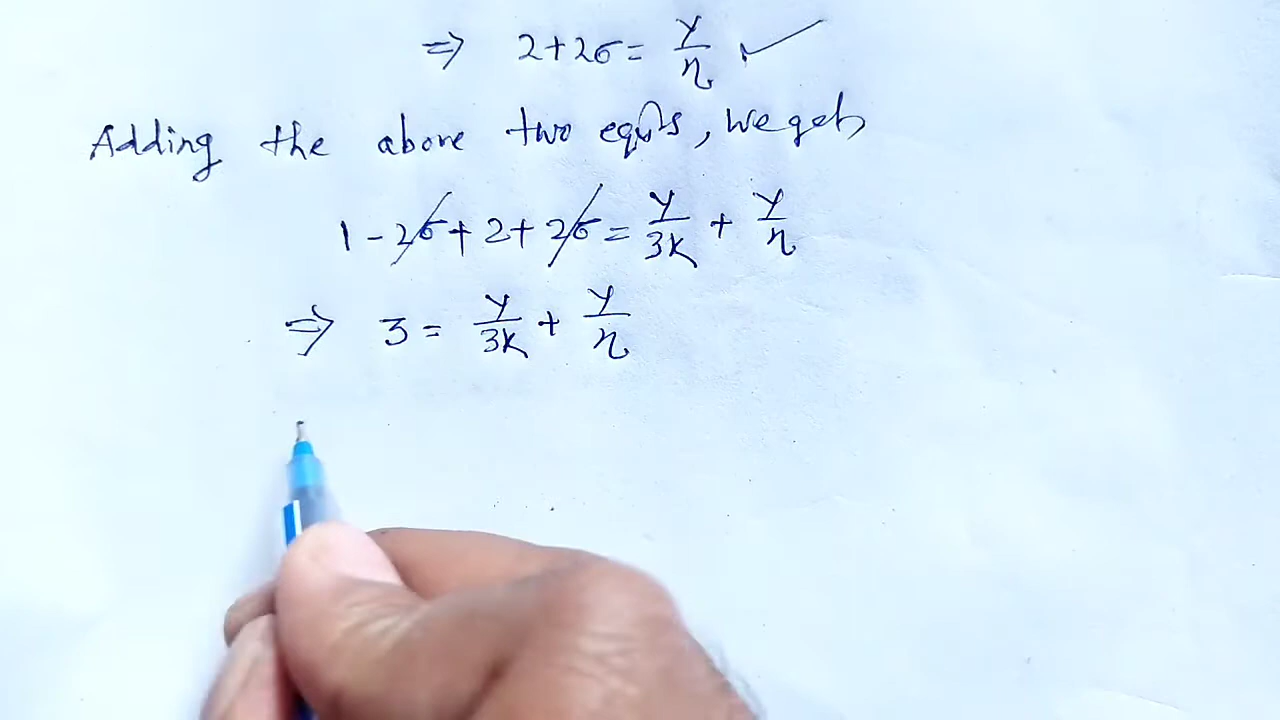 ⇒ 2+2σ = Y/η ✓
Adding the above two eqns, we get,
1 - 2σ + 2 + 2σ = Y/3K + Y/η
⇒ 3 = Y/3K + Y/η